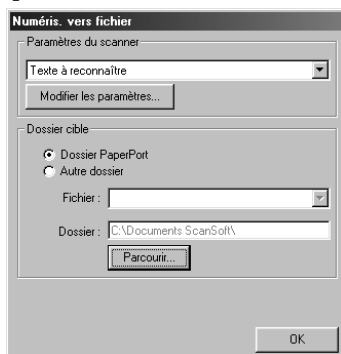 Numéris. vers fichier
Paramètres du scanner
Texte à reconnaître
Modifier les paramètres...
Dossier cible
Dossier PaperPort
Autre dossier
Fichier :
Dossier : C:\Documents ScanSoft\
Parcourir...
OK